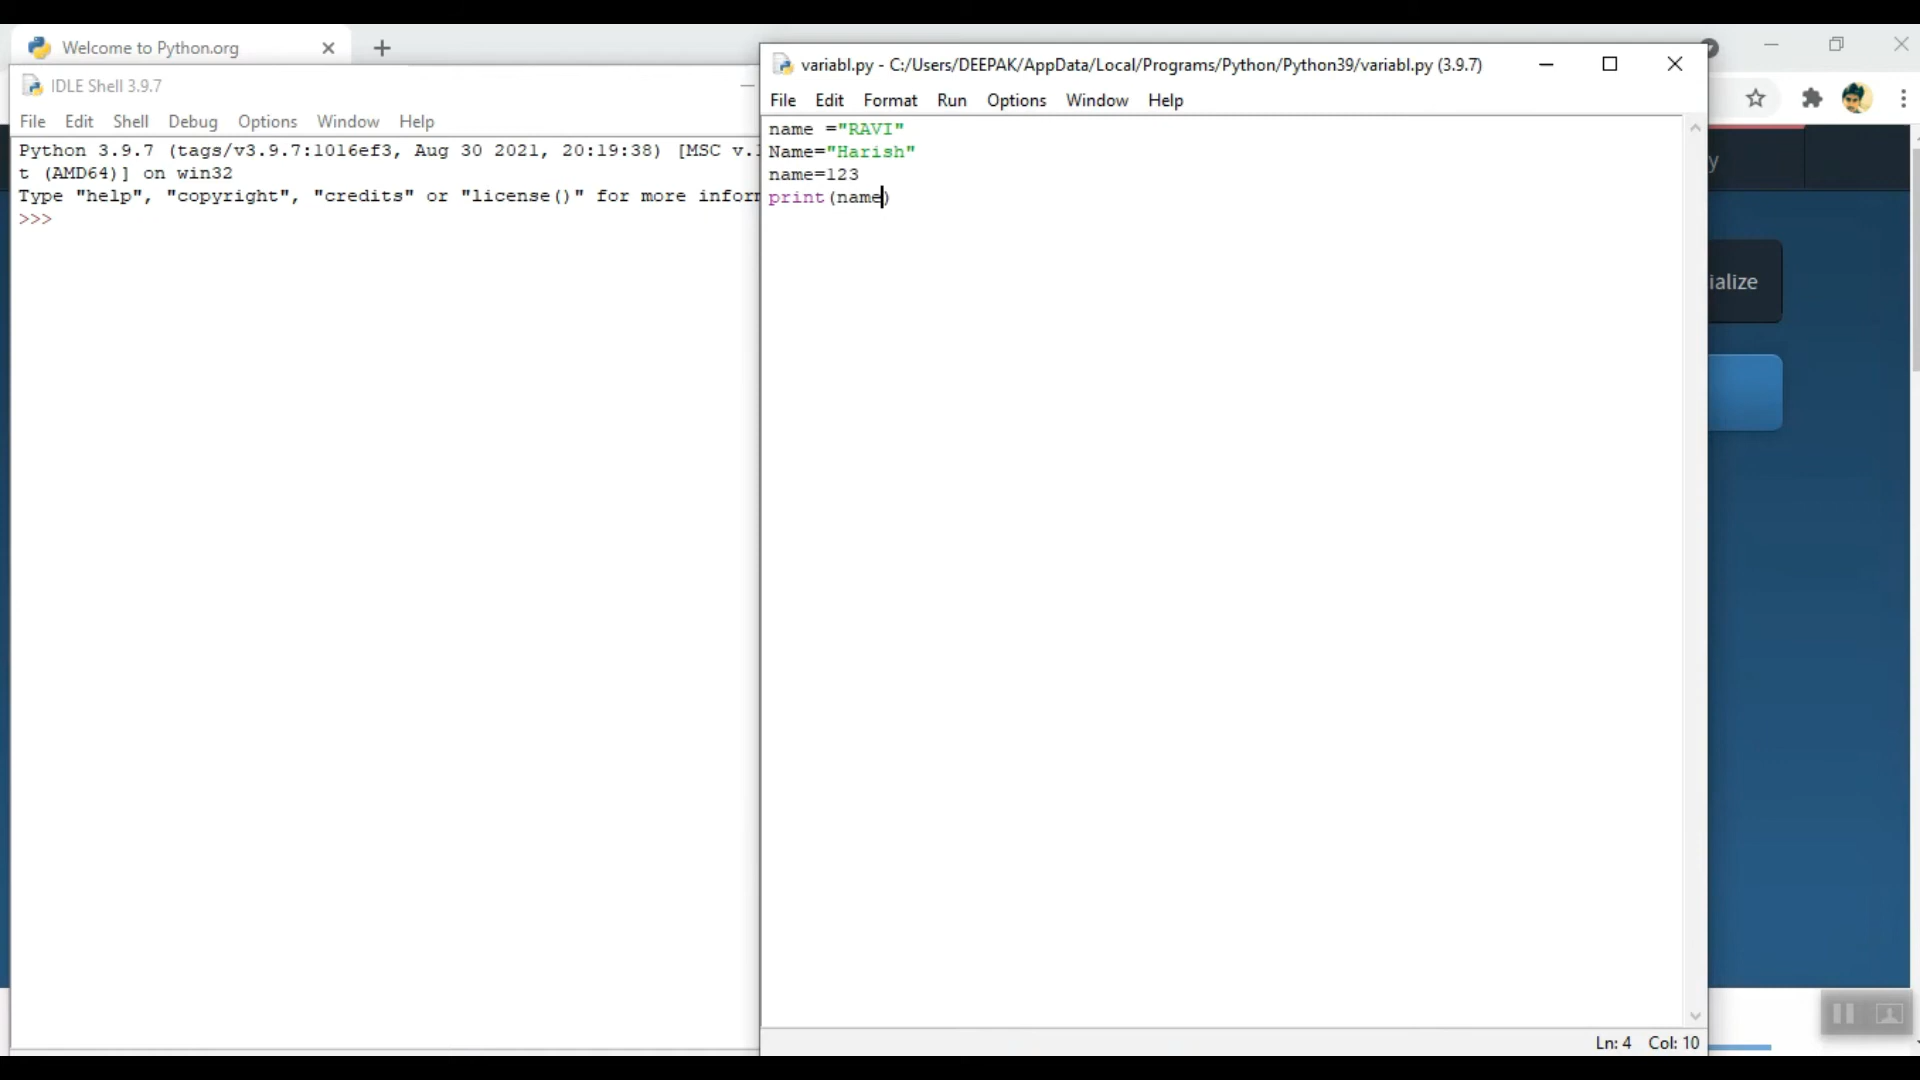 Welcome to Python.org
IDLE Shell 3.9.7
File Edit Shell Debug Options Window Help
Python 3.9.7 (tags/v3.9.7:1016ef3, Aug 30 2021, 20:19:38) [MSC v.1
t (AMD64)] on win32
Type "help", "copyright", "credits" or "license()" for more infor
>>>
variabl.py - C:/Users/DEEPAK/AppData/Local/Programs/Python/Python39/variabl.py (3.9.7)
File Edit Format Run Options Window Help
name ="RAVI"
Name="Harish"
name=123
print(name)
y
ialize
Ln: 4 Col: 10